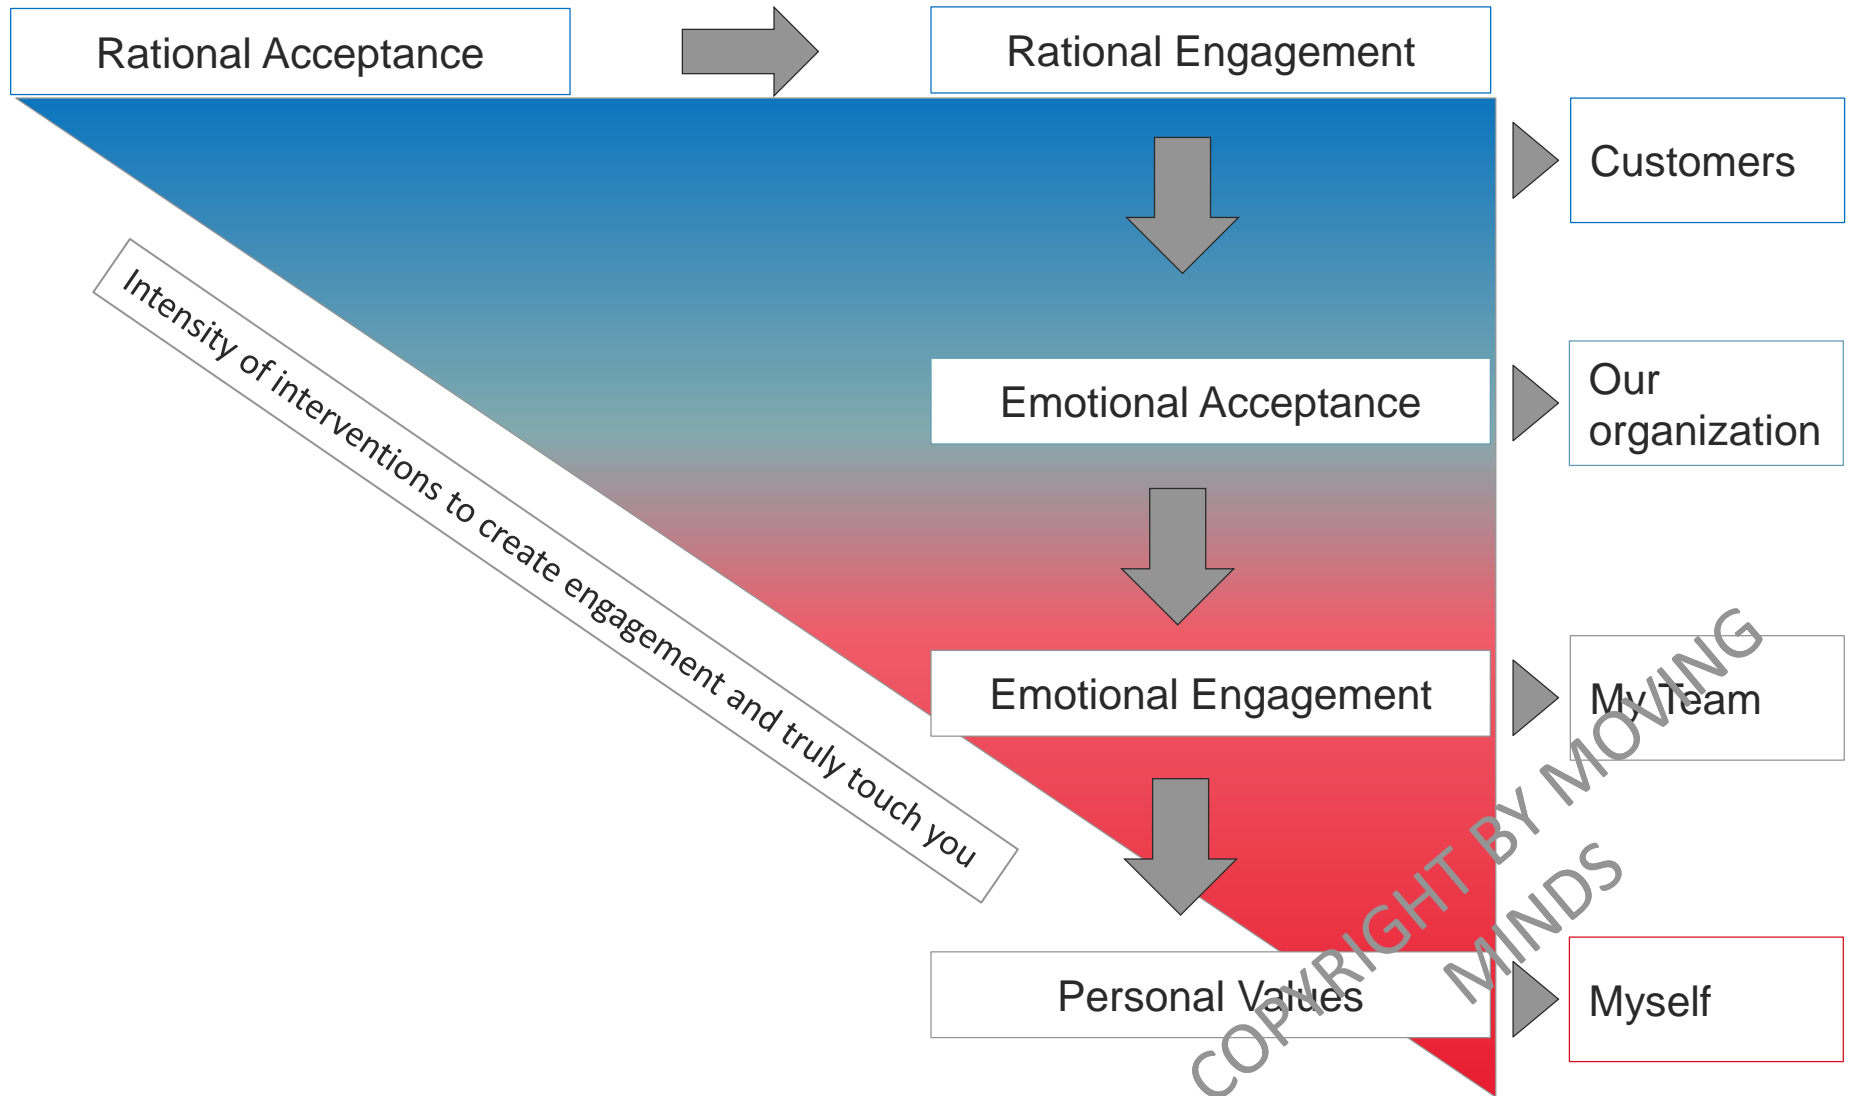 Rational Acceptance
Rational Engagement
Customers
Intensity of interventions to create engagement and truly touch you
Emotional Acceptance
Our
organization
Emotional Engagement
My Team
Personal Values
Myself
COPYRIGHT BY MOVING
MINDS